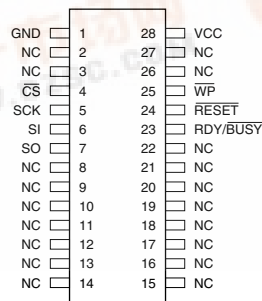 GND 1 28 VCC
NC 2 27 NC
NC 3 26 NC
CS 4 25 WP
SCK 5 24 RESET
SI 6 23 RDY/BUSY
SO 7 22 NC
NC 8 21 NC
NC 9 20 NC
NC 10 19 NC
NC 11 18 NC
NC 12 17 NC
NC 13 16 NC
NC 14 15 NC